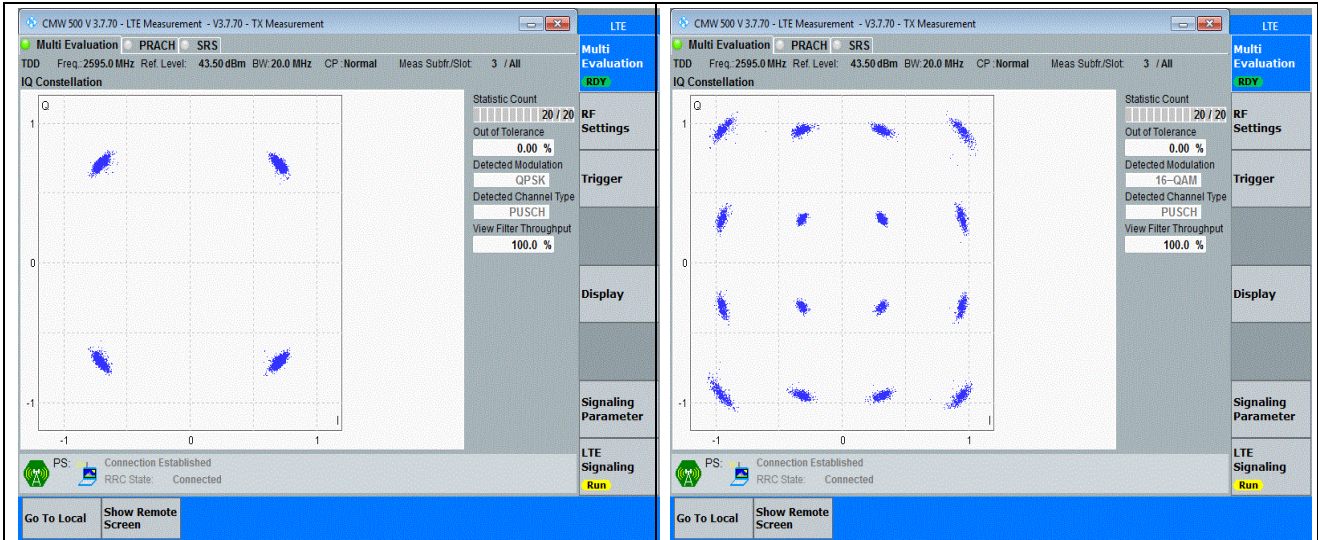 CMW 500 V 3.7.70 - LTE Measurement - V3.7.70 - TX Measurement
LTE
Multi Evaluation PRACH SRS
Multi
Evaluation
RDY
TDD Freq.:2595.0 MHz Ref. Level: 43.50 dBm BW:20.0 MHz CP :Normal Meas Subfr./Slot: 3 / All
IQ Constellation
Q
1
0
-1
I
-1 0 1
Statistic Count
20 / 20
Out of Tolerance
0.00 %
Detected Modulation
QPSK
Detected Channel Type
PUSCH
View Filter Throughput
100.0 %
RF
Settings
Trigger
Display
Signaling
Parameter
LTE
Signaling
Run
PS: Connection Established
RRC State: Connected
Go To Local
Show Remote
Screen
CMW 500 V 3.7.70 - LTE Measurement - V3.7.70 - TX Measurement
LTE
Multi Evaluation PRACH SRS
Multi
Evaluation
RDY
TDD Freq.:2595.0 MHz Ref. Level: 43.50 dBm BW:20.0 MHz CP :Normal Meas Subfr./Slot: 3 / All
IQ Constellation
Q
1
0
-1
I
-1 0 1
Statistic Count
20 / 20
Out of Tolerance
0.00 %
Detected Modulation
16-QAM
Detected Channel Type
PUSCH
View Filter Throughput
100.0 %
RF
Settings
Trigger
Display
Signaling
Parameter
LTE
Signaling
Run
PS: Connection Established
RRC State: Connected
Go To Local
Show Remote
Screen